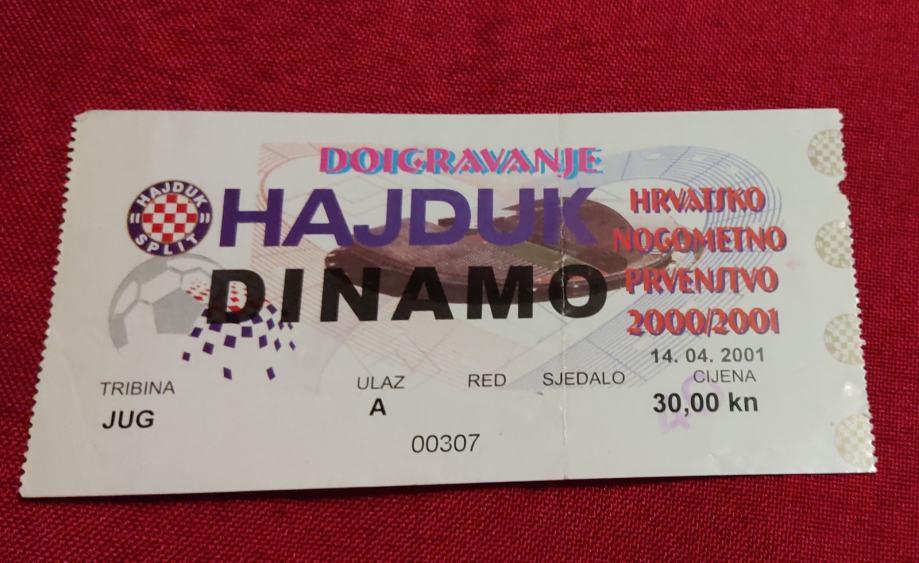 DOIGRAVANJE
HAJDUK
DINAMO
HAJDUK
SPLIT
HRVATSKO
NOGOMETNO
PRVENSTVO
2000/2001
14. 04. 2001
TRIBINA ULAZ RED SJEDALO CIJENA
JUG A 30,00 kn
00307